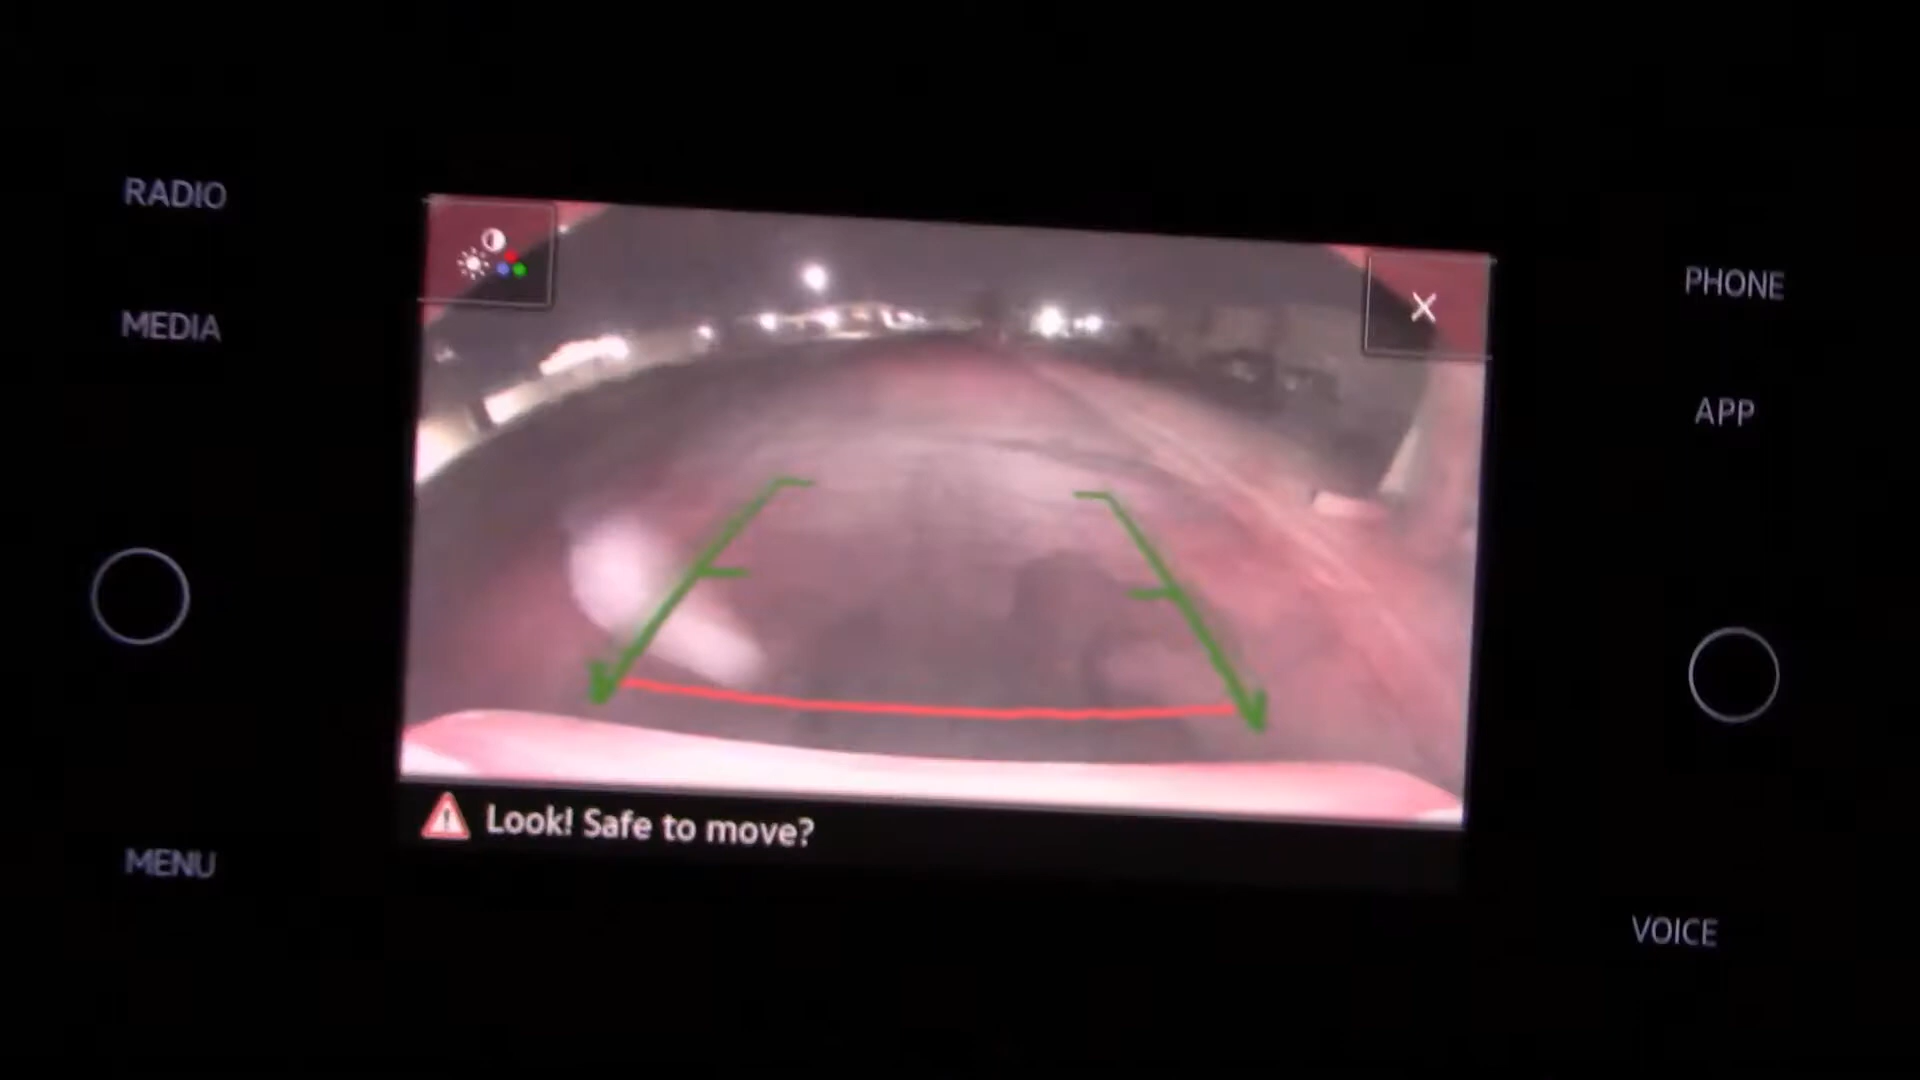 RADIO
MEDIA
MENU
Look! Safe to move?
PHONE
APP
VOICE